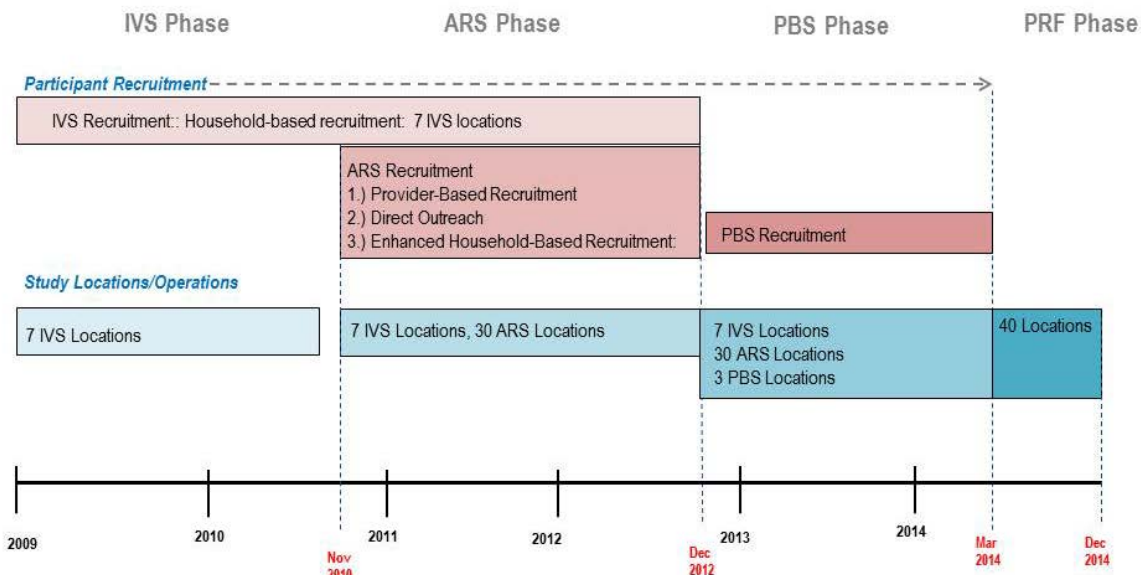 IVS Phase
ARS Phase
PBS Phase
PRF Phase
Participant Recruitment
IVS Recruitment:: Household-based recruitment: 7 IVS locations
ARS Recruitment
1.) Provider-Based Recruitment
2.) Direct Outreach
3.) Enhanced Household-Based Recruitment:
PBS Recruitment
Study Locations/Operations
7 IVS Locations
7 IVS Locations, 30 ARS Locations
7 IVS Locations
30 ARS Locations
3 PBS Locations
40 Locations
2009
2010
2011
2012
2013
2014
Nov
2010
Dec
2012
Mar
2014
Dec
2014